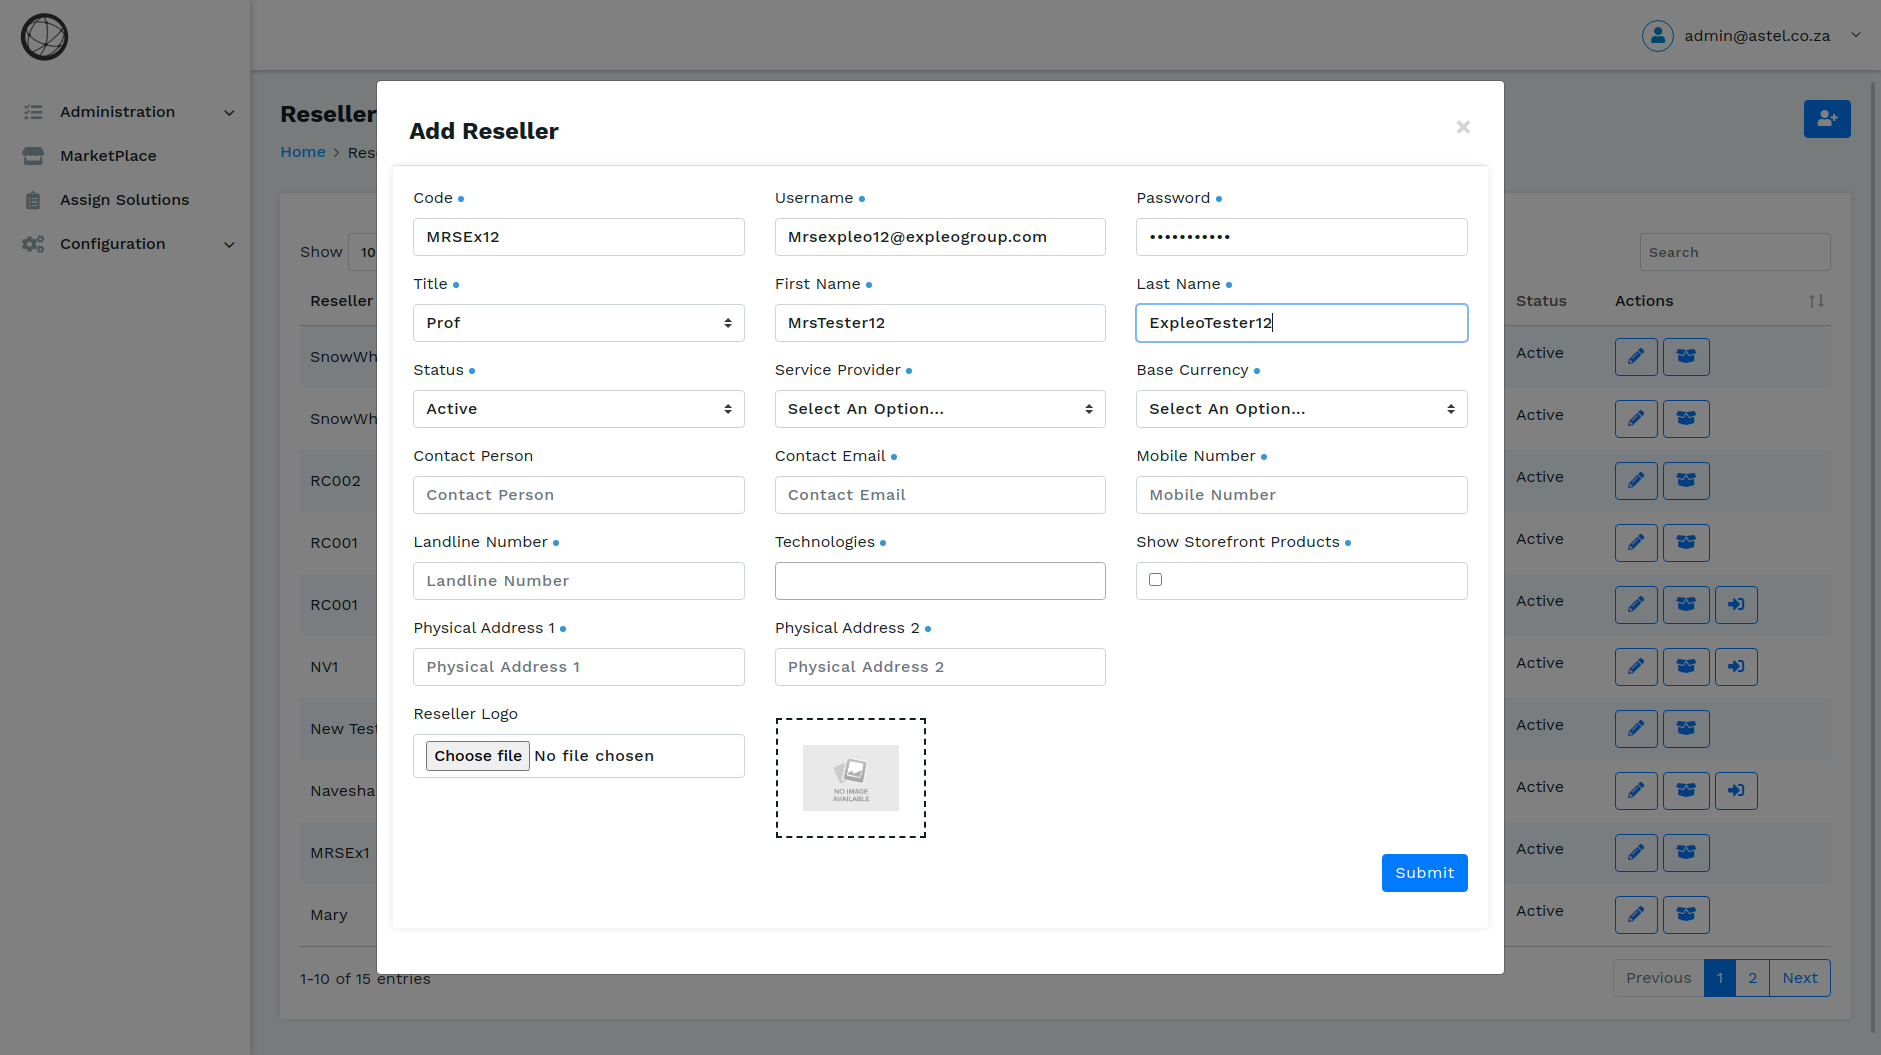 admin@astel.co.za
Administration
MarketPlace
Assign Solutions
Configuration
Reseller
Home > Rese
Show 10
Search
Reseller Status Actions
SnowWh Active
SnowWh Active
RC002 Active
RC001 Active
RC001 Active
NV1 Active
New Test Active
Navesha Active
MRSEx1 Active
Mary Active
1-10 of 15 entries
Previous 1 2 Next
Add Reseller ×
Code Username Password
MRSEx12 Mrsexpleo12@expleogroup.com •••••••••••
Title First Name Last Name
Prof MrsTester12 ExpleoTester12
Status Service Provider Base Currency
Active Select An Option... Select An Option...
Contact Person Contact Email Mobile Number
Contact Person Contact Email Mobile Number
Landline Number Technologies Show Storefront Products
Landline Number
Physical Address 1 Physical Address 2
Physical Address 1 Physical Address 2
Reseller Logo
Choose file No file chosen
NO IMAGE
AVAILABLE
Submit